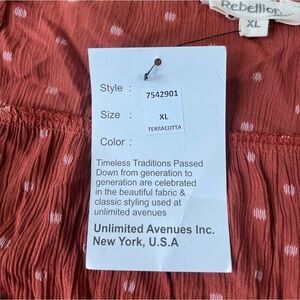 Rebellion
XL
Style :
7542901
Size :
XL
TERRACOTTA
Color :
Timeless Traditions Passed
Down from generation to
generation are celebrated
in the beautiful fabric &
classic styling used at
unlimited avenues
Unlimited Avenues Inc.
New York, U.S.A